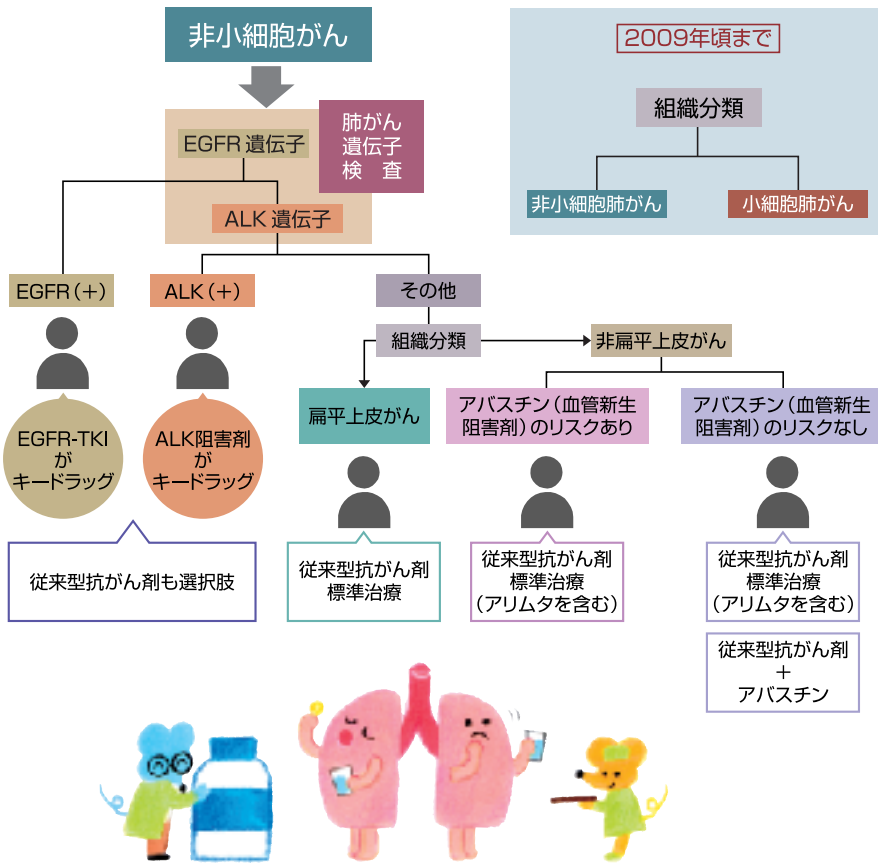 非小細胞がん
2009年頃まで
組織分類
非小細胞肺がん
小細胞肺がん
肺がん
遺伝子
検　査
EGFR 遺伝子
ALK 遺伝子
EGFR（＋）
ALK（＋）
その他
組織分類
非扁平上皮がん
扁平上皮がん
アバスチン（血管新生
阻害剤）のリスクあり
アバスチン（血管新生
阻害剤）のリスクなし
EGFR-TKI
が
キードラッグ
ALK阻害剤
が
キードラッグ
従来型抗がん剤も選択肢
従来型抗がん剤
標準治療
従来型抗がん剤
標準治療
（アリムタを含む）
従来型抗がん剤
標準治療
（アリムタを含む）
従来型抗がん剤
＋
アバスチン